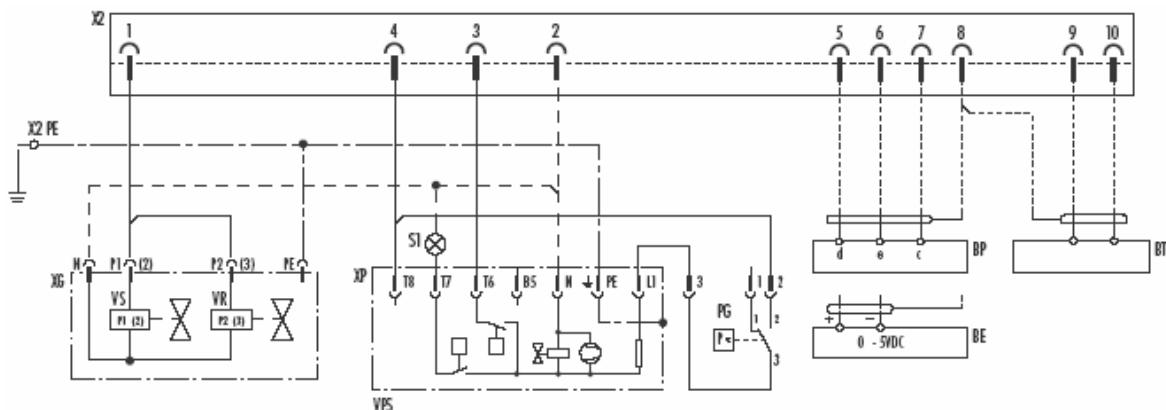 X2
1 4 3 2 5 6 7 8 9 10
X2 PE
S1
N P1 (2) P2 (3) PE
XG
VS
P1 (2)
VR
P2 (3)
XP
T8 T7 T6 B5 N PE L1
3
1 2
PG
P<
1 2
3
VPS
d e c
BP
BT
+ -
0 - 5VDC
BE